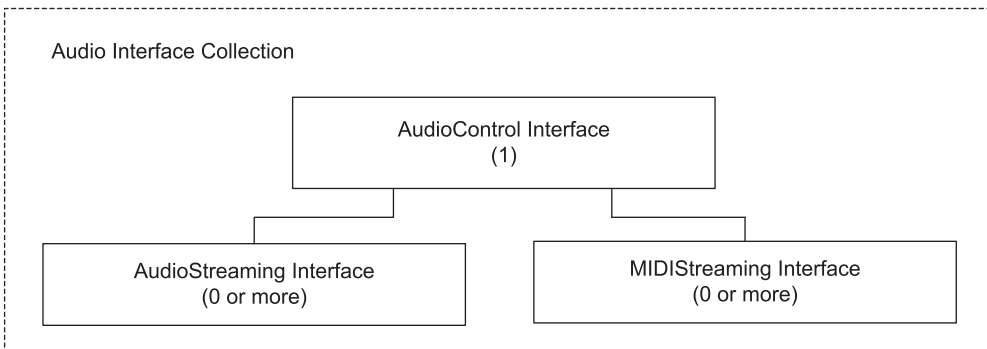 Audio Interface Collection
AudioControl Interface
(1)
AudioStreaming Interface
(0 or more)
MIDIStreaming Interface
(0 or more)